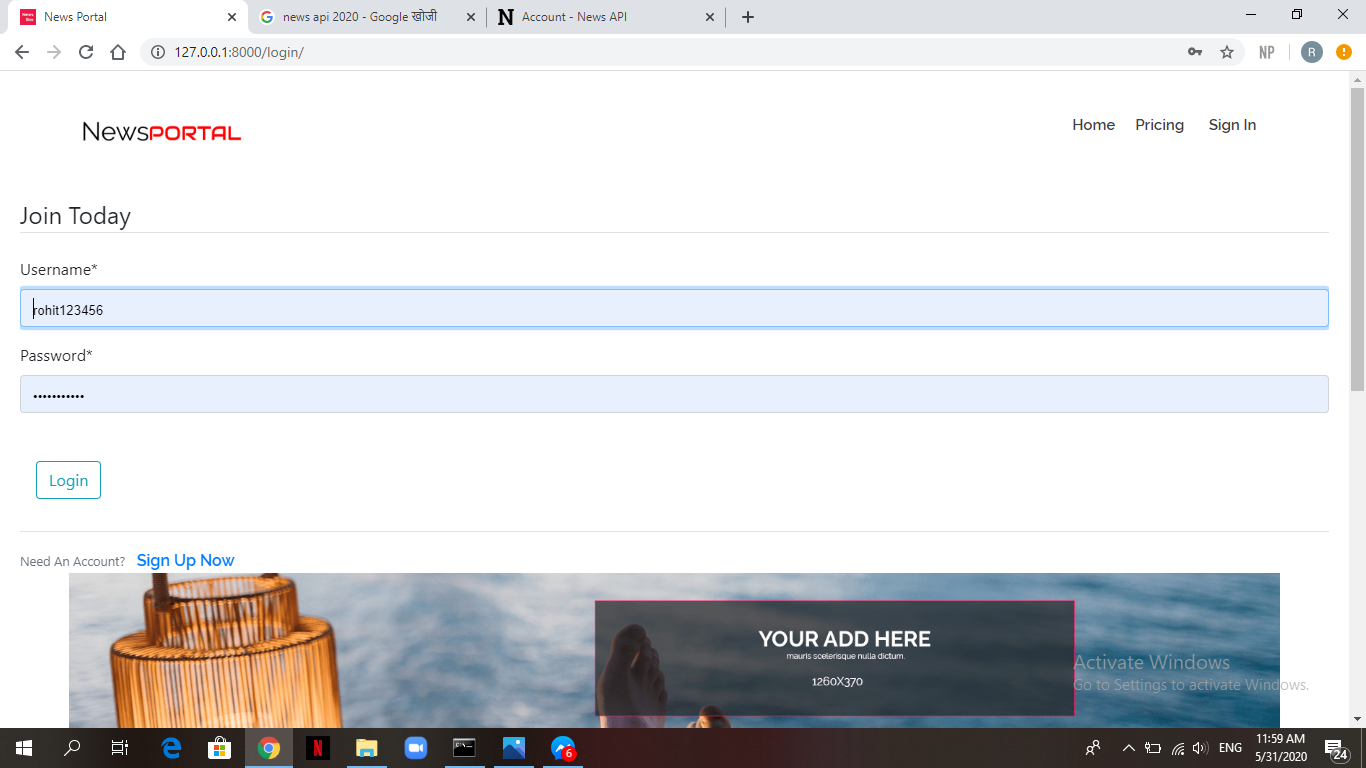 News Portal
news api 2020 - Google खोजी
N Account - News API
127.0.0.1:8000/login/
NP
R
NewsPORTAL
Home Pricing Sign In
Join Today
Username*
rohit123456
Password*
•••••••••••
Login
Need An Account? Sign Up Now
YOUR ADD HERE
mauris scelerisque nulla dictum.
1260X370
Activate Windows
Go to Settings to activate Windows.
N
6
ENG
11:59 AM
5/31/2020
24